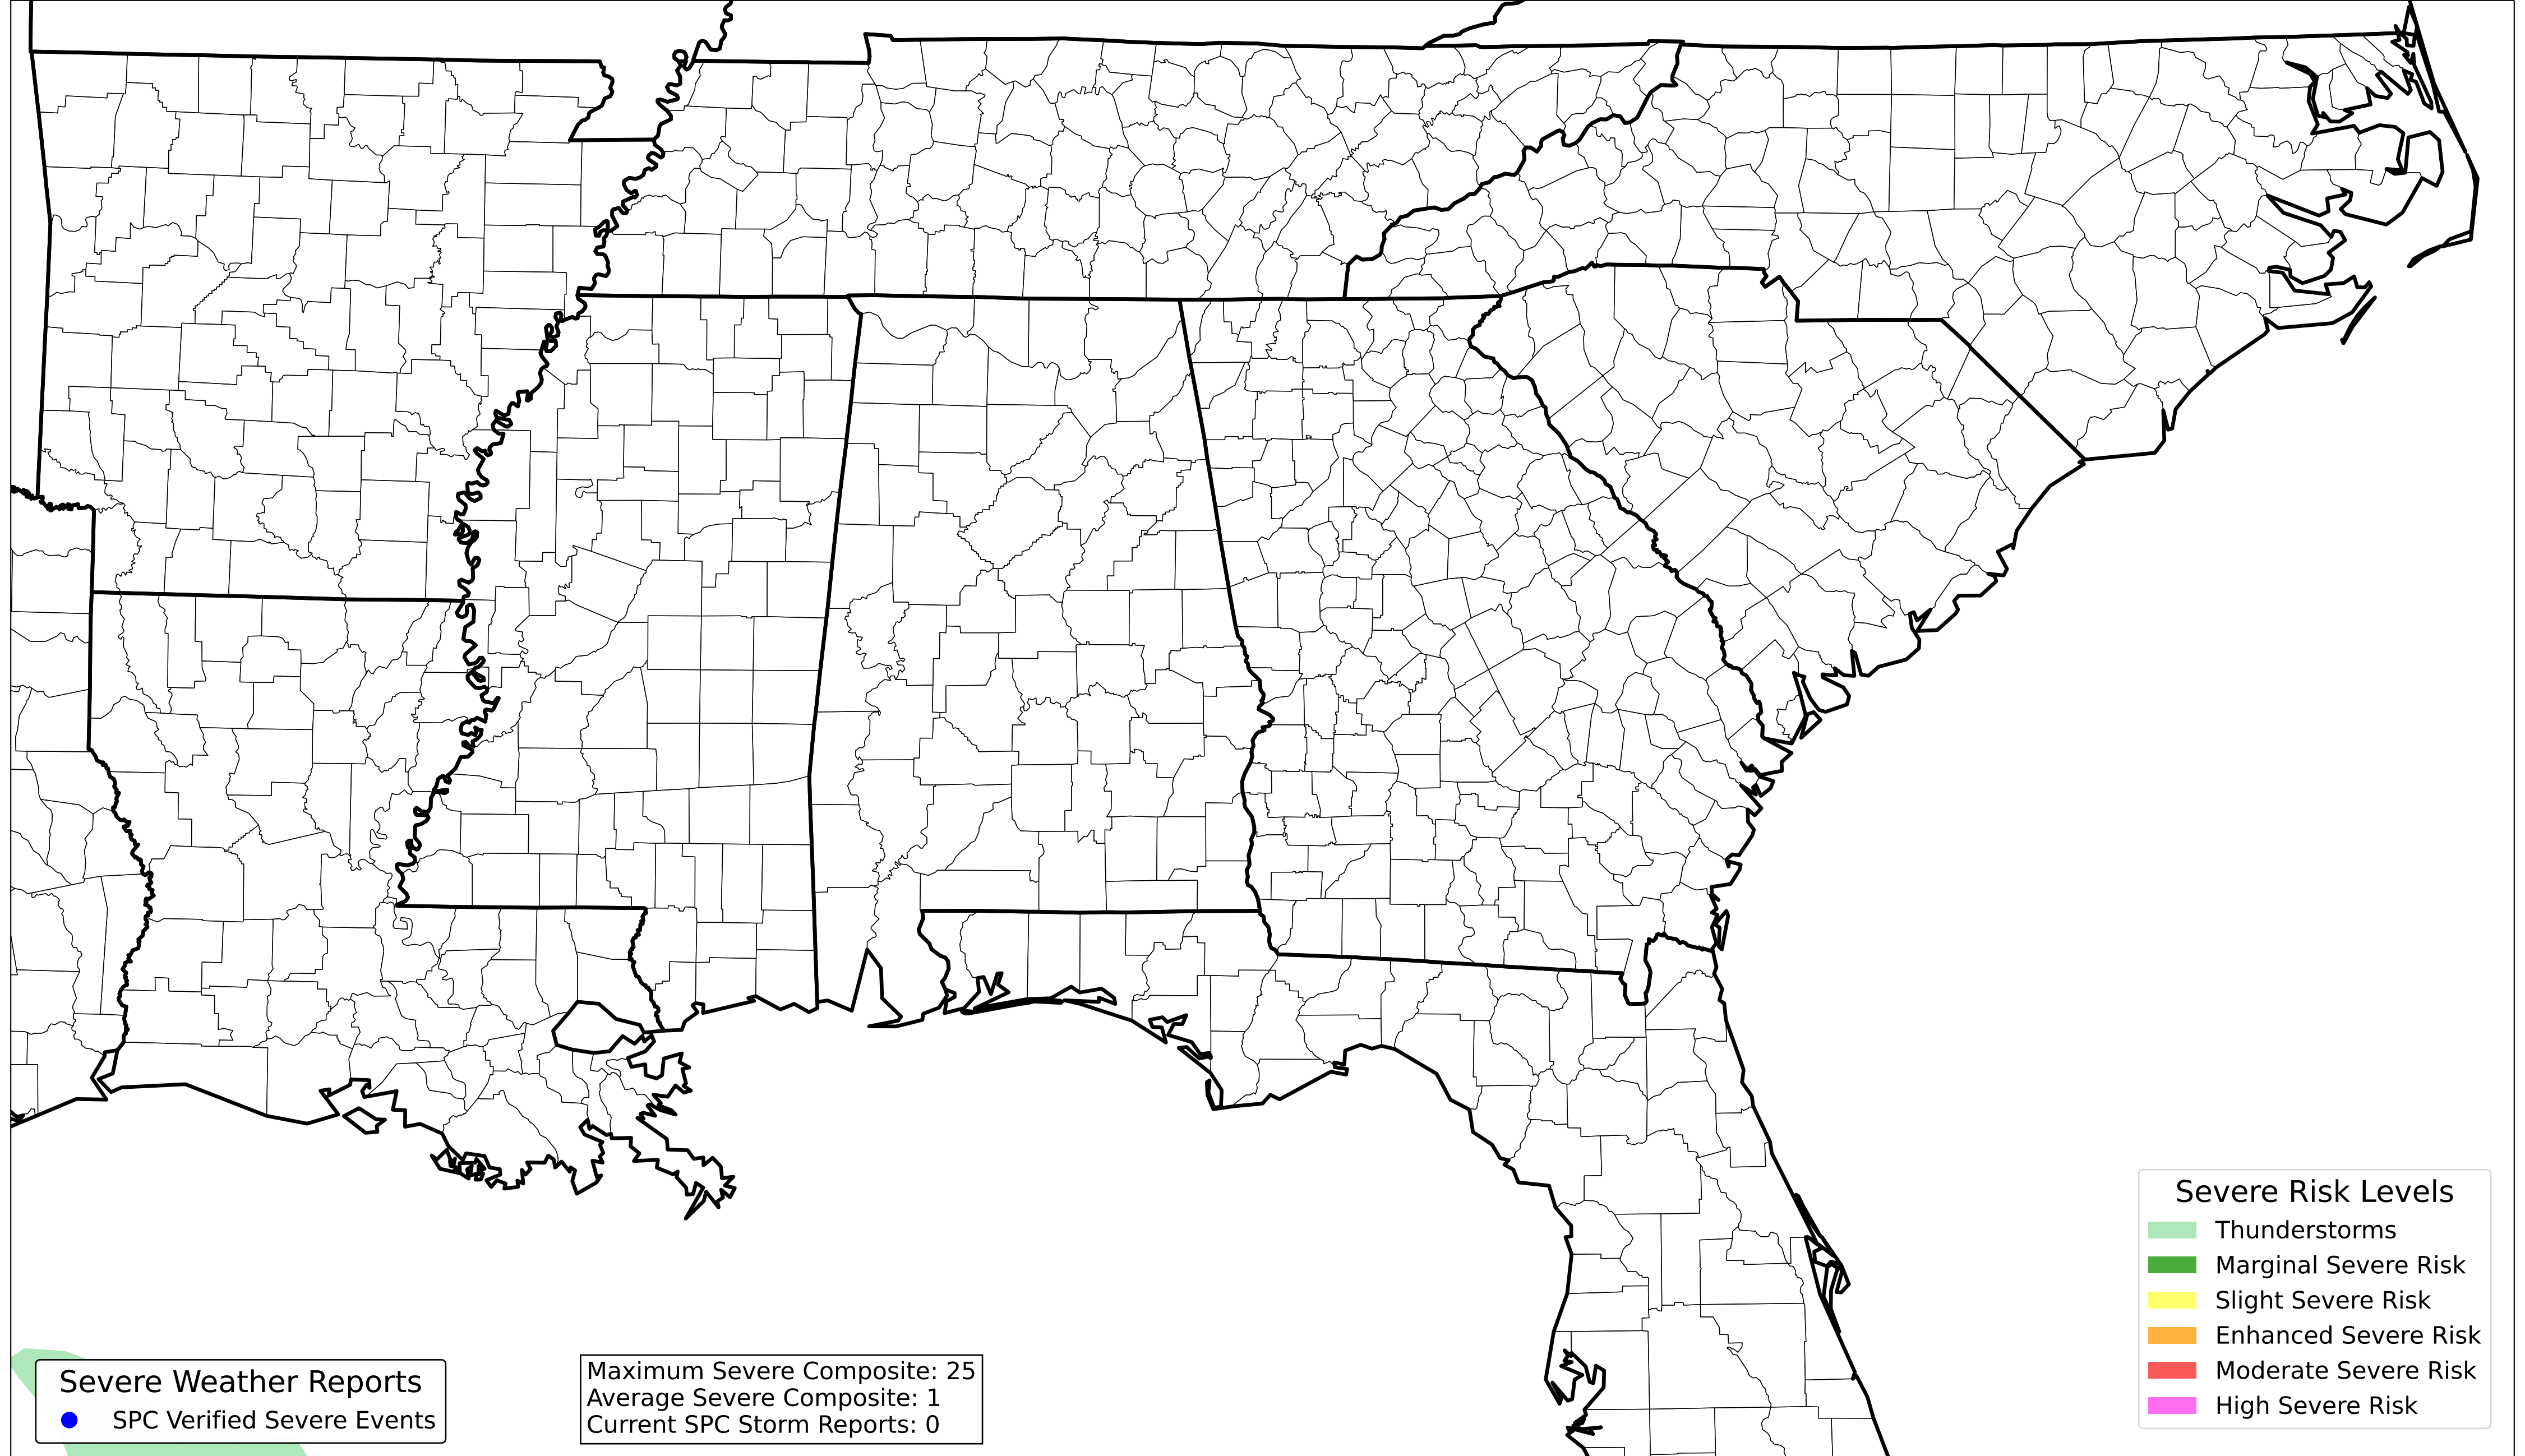 Severe Weather Reports
SPC Verified Severe Events
Maximum Severe Composite: 25
Average Severe Composite: 1
Current SPC Storm Reports: 0
Severe Risk Levels
Thunderstorms
Marginal Severe Risk
Slight Severe Risk
Enhanced Severe Risk
Moderate Severe Risk
High Severe Risk